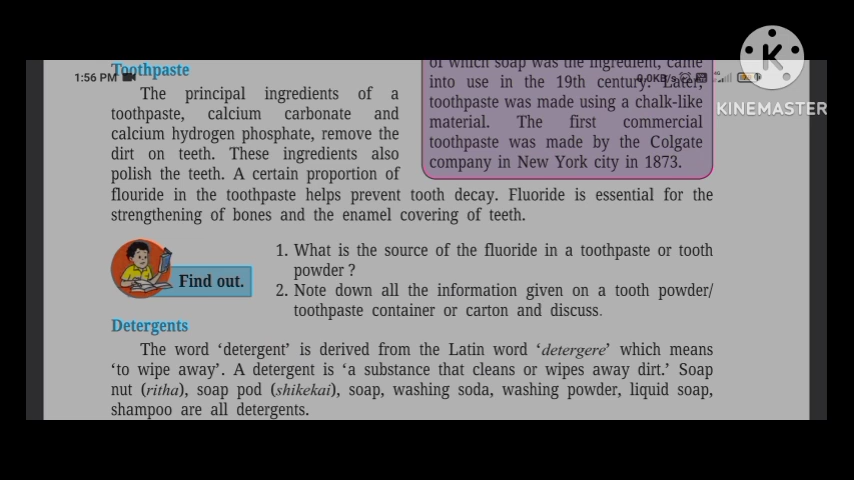 of which soap was the ingredient, came
Toothpaste
1:56 PM
0.0KB/s
into use in the 19th century. Later,
The principal ingredients of a
toothpaste was made using a chalk-like
toothpaste, calcium carbonate and
material. The first commercial
calcium hydrogen phosphate, remove the
toothpaste was made by the Colgate
dirt on teeth. These ingredients also
company in New York city in 1873.
polish the teeth. A certain proportion of
flouride in the toothpaste helps prevent tooth decay. Fluoride is essential for the
strengthening of bones and the enamel covering of teeth.
Find out.
1. What is the source of the fluoride in a toothpaste or tooth
powder ?
2. Note down all the information given on a tooth powder/
toothpaste container or carton and discuss.
Detergents
The word ‘detergent’ is derived from the Latin word ‘detergere’ which means
‘to wipe away’. A detergent is ‘a substance that cleans or wipes away dirt.’ Soap
nut (ritha), soap pod (shikekai), soap, washing soda, washing powder, liquid soap,
shampoo are all detergents.
K
KINEMASTER